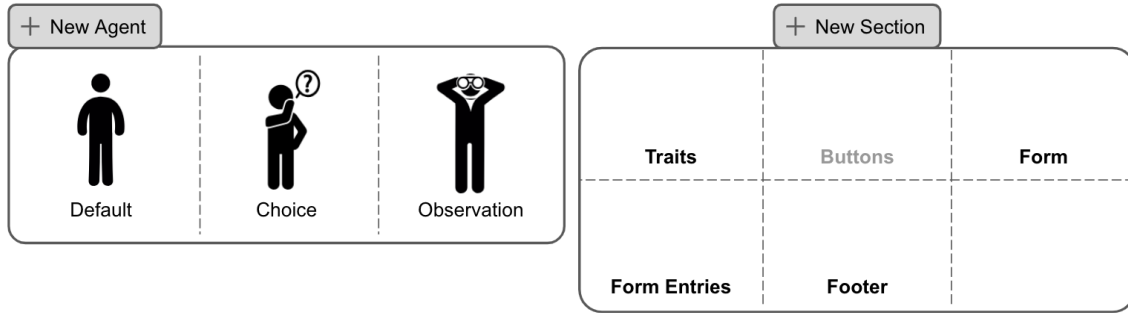 + New Agent
Default
Choice
Observation
+ New Section
Traits
Buttons
Form
Form Entries
Footer
?